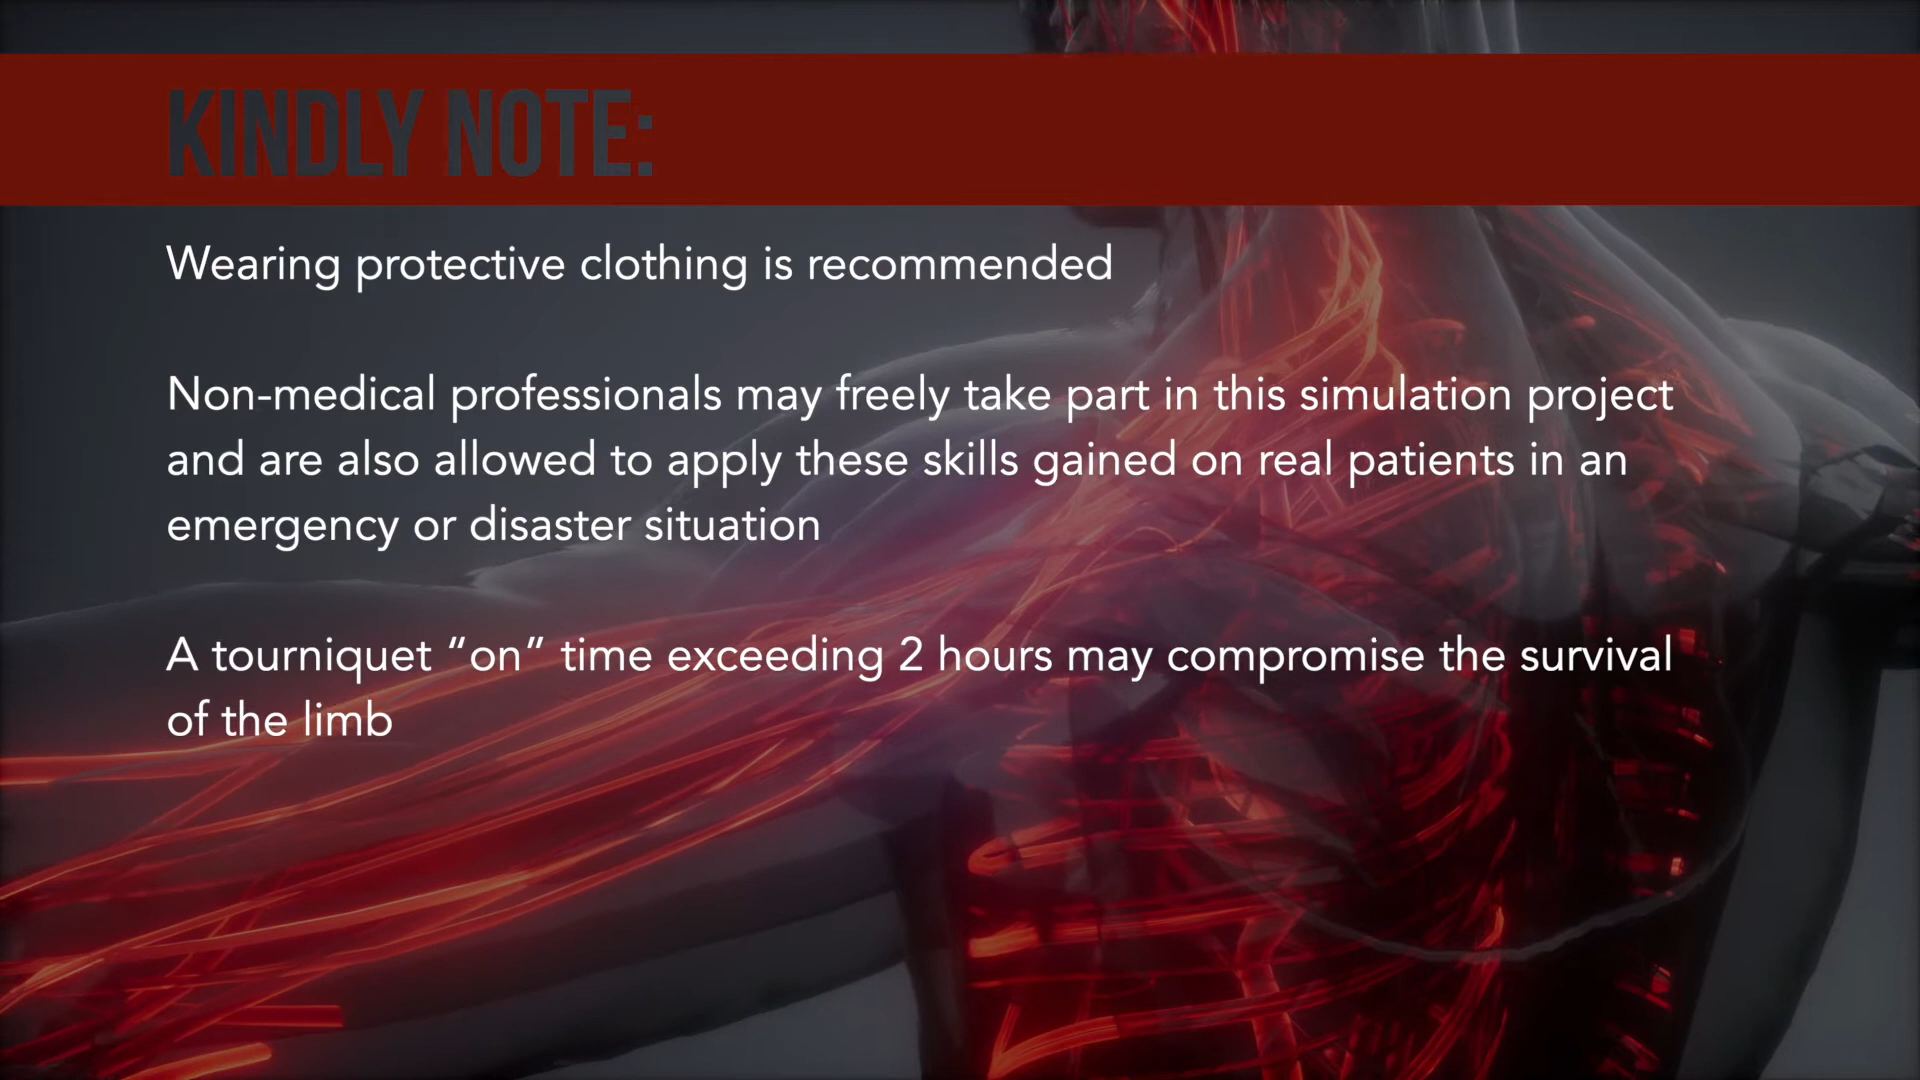 KINDLY NOTE:
Wearing protective clothing is recommended
Non-medical professionals may freely take part in this simulation project
and are also allowed to apply these skills gained on real patients in an
emergency or disaster situation
A tourniquet “on” time exceeding 2 hours may compromise the survival
of the limb